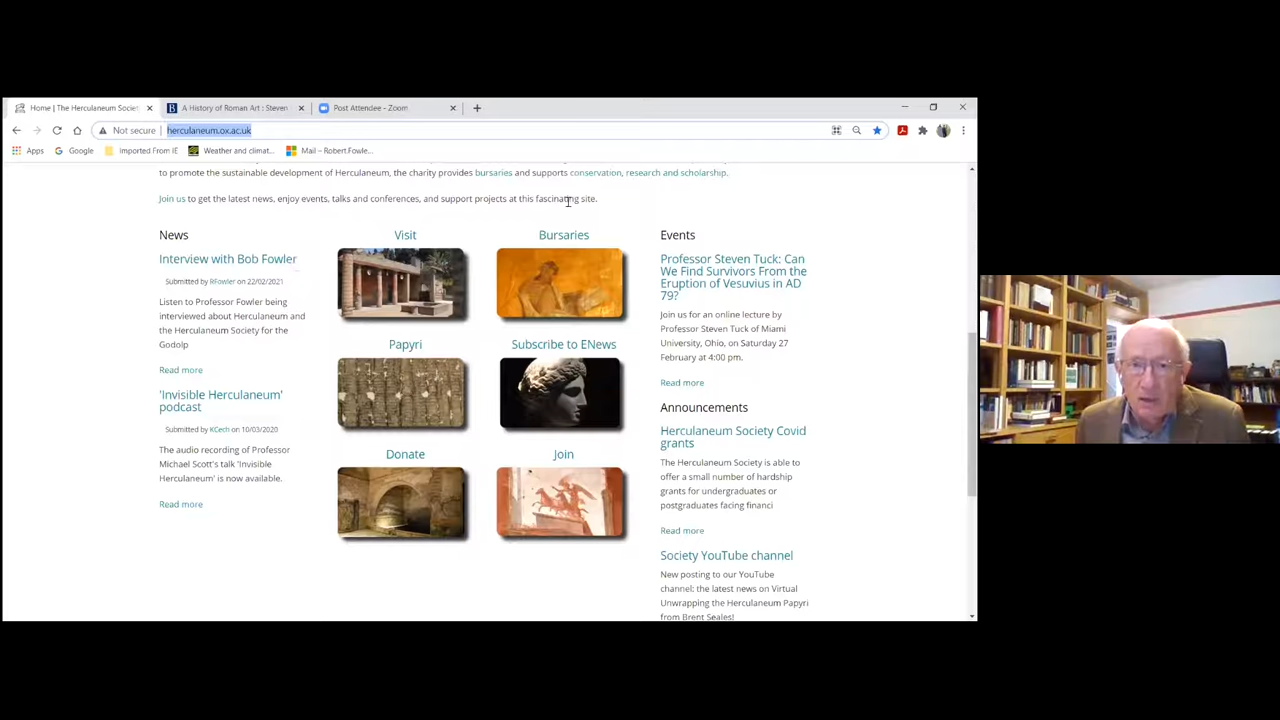 Home | The Herculaneum Societ
A History of Roman Art : Steven
Post Attendee - Zoom
Not secure | herculaneum.ox.ac.uk
Apps
Google
Imported From IE
Weather and climat...
Mail – Robert.Fowle...
to promote the sustainable development of Herculaneum, the charity provides bursaries and supports conservation, research and scholarship.
Join us to get the latest news, enjoy events, talks and conferences, and support projects at this fascinating site.
News
Interview with Bob Fowler
Submitted by RFowler on 22/02/2021
Listen to Professor Fowler being
interviewed about Herculaneum and
the Herculaneum Society for the
Godolp
Read more
'Invisible Herculaneum'
podcast
Submitted by KCech on 10/03/2020
The audio recording of Professor
Michael Scott's talk 'Invisible
Herculaneum' is now available.
Read more
Visit
Bursaries
Papyri
Subscribe to ENews
Donate
Join
Events
Professor Steven Tuck: Can
We Find Survivors From the
Eruption of Vesuvius in AD
79?
Join us for an online lecture by
Professor Steven Tuck of Miami
University, Ohio, on Saturday 27
February at 4:00 pm.
Read more
Announcements
Herculaneum Society Covid
grants
The Herculaneum Society is able to
offer a small number of hardship
grants for undergraduates or
postgraduates facing financi
Read more
Society YouTube channel
New posting to our YouTube
channel: the latest news on Virtual
Unwrapping the Herculaneum Papyri
from Brent Seales!